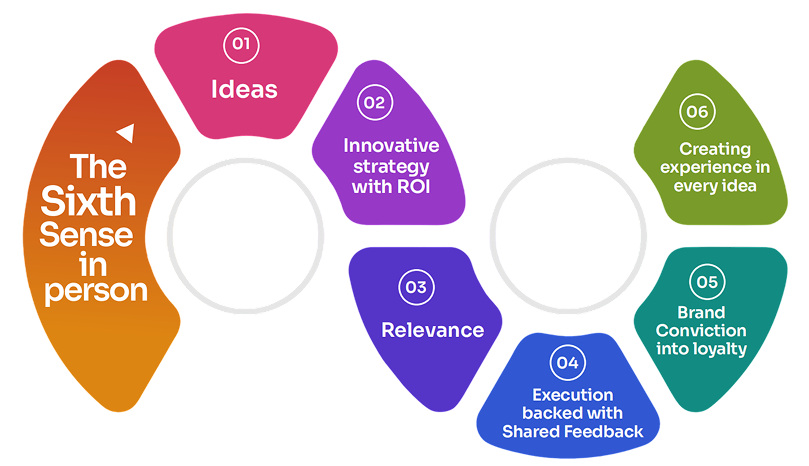 The
Sixth
Sense
in
person
01
Ideas
02
Innovative
strategy
with ROI
03
Relevance
04
Execution
backed with
Shared Feedback
05
Brand
Conviction
into loyalty
06
Creating
experience in
every idea